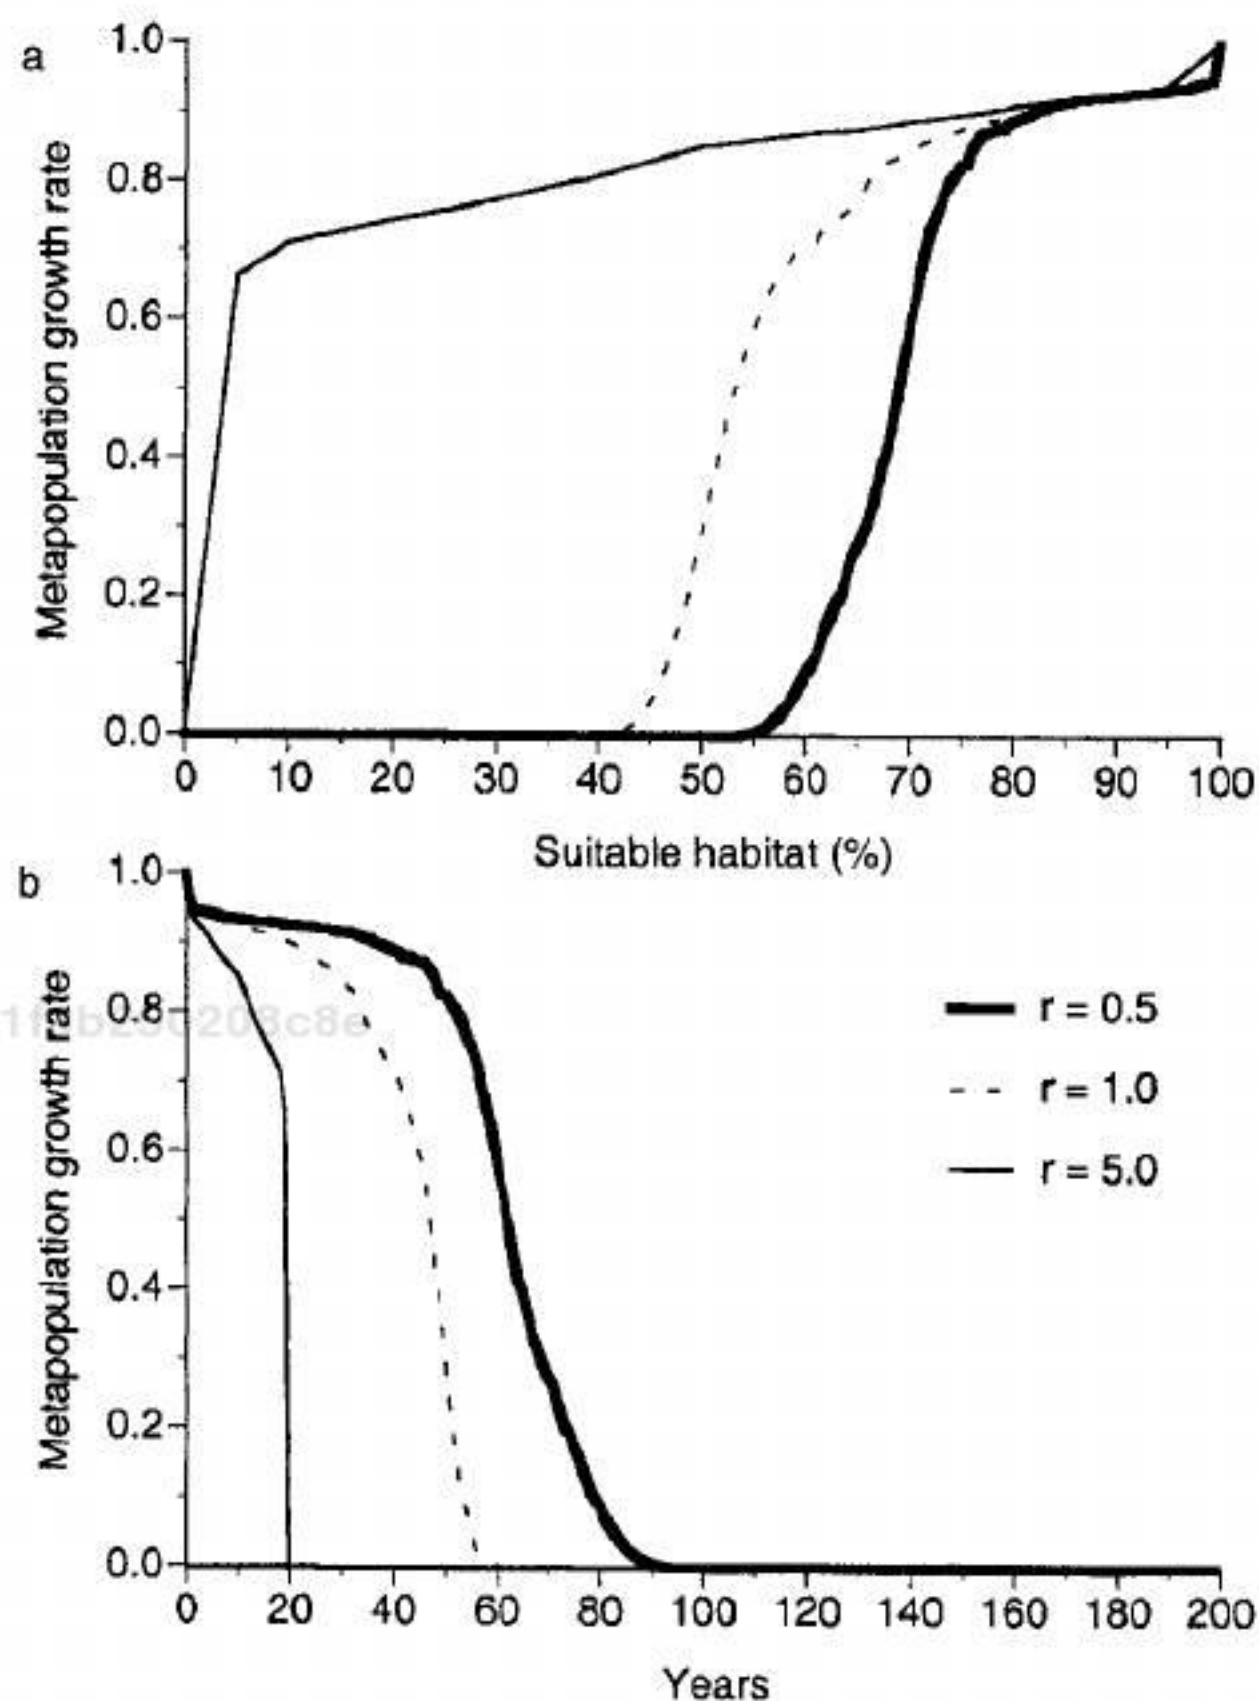 a
Metapopulation growth rate
1.0
0.8
0.6
0.4
0.2
0.0
0 10 20 30 40 50 60 70 80 90 100
Suitable habitat (%)
b
Metapopulation growth rate
1.0
0.8
0.6
0.4
0.2
0.0
r = 0.5
r = 1.0
r = 5.0
0 20 40 60 80 100 120 140 160 180 200
Years